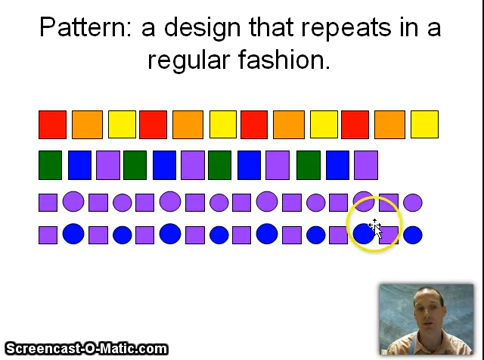 Pattern: a design that repeats in a
regular fashion.
Screencast-O-Matic.com